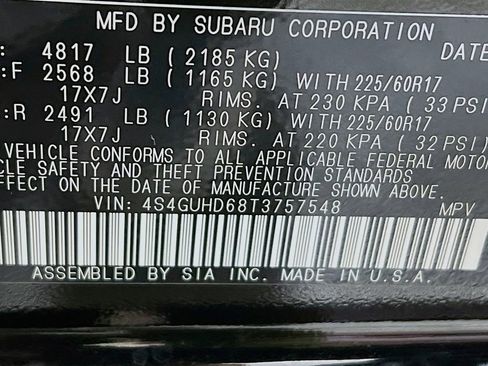 MFD BY SUBARU CORPORATION
: 4817 LB ( 2185 KG) DATE
:F 2568 LB ( 1165 KG) WITH 225/60R17
17X7J RIMS. AT 230 KPA ( 33 PSI
:R 2491 LB ( 1130 KG) WITH 225/60R17
17X7J RIMS. AT 220 KPA ( 32 PSI)
VEHICLE CONFORMS TO ALL APPLICABLE FEDERAL MOTOR
CLE SAFETY AND THEFT PREVENTION STANDARDS
EFFECT ON THE DATE OF MANUFACTURE SHOWN ABOVE.
VIN: 4S4GUHD68T3757548 MPV
ASSEMBLED BY SIA INC. MADE IN U.S.A.